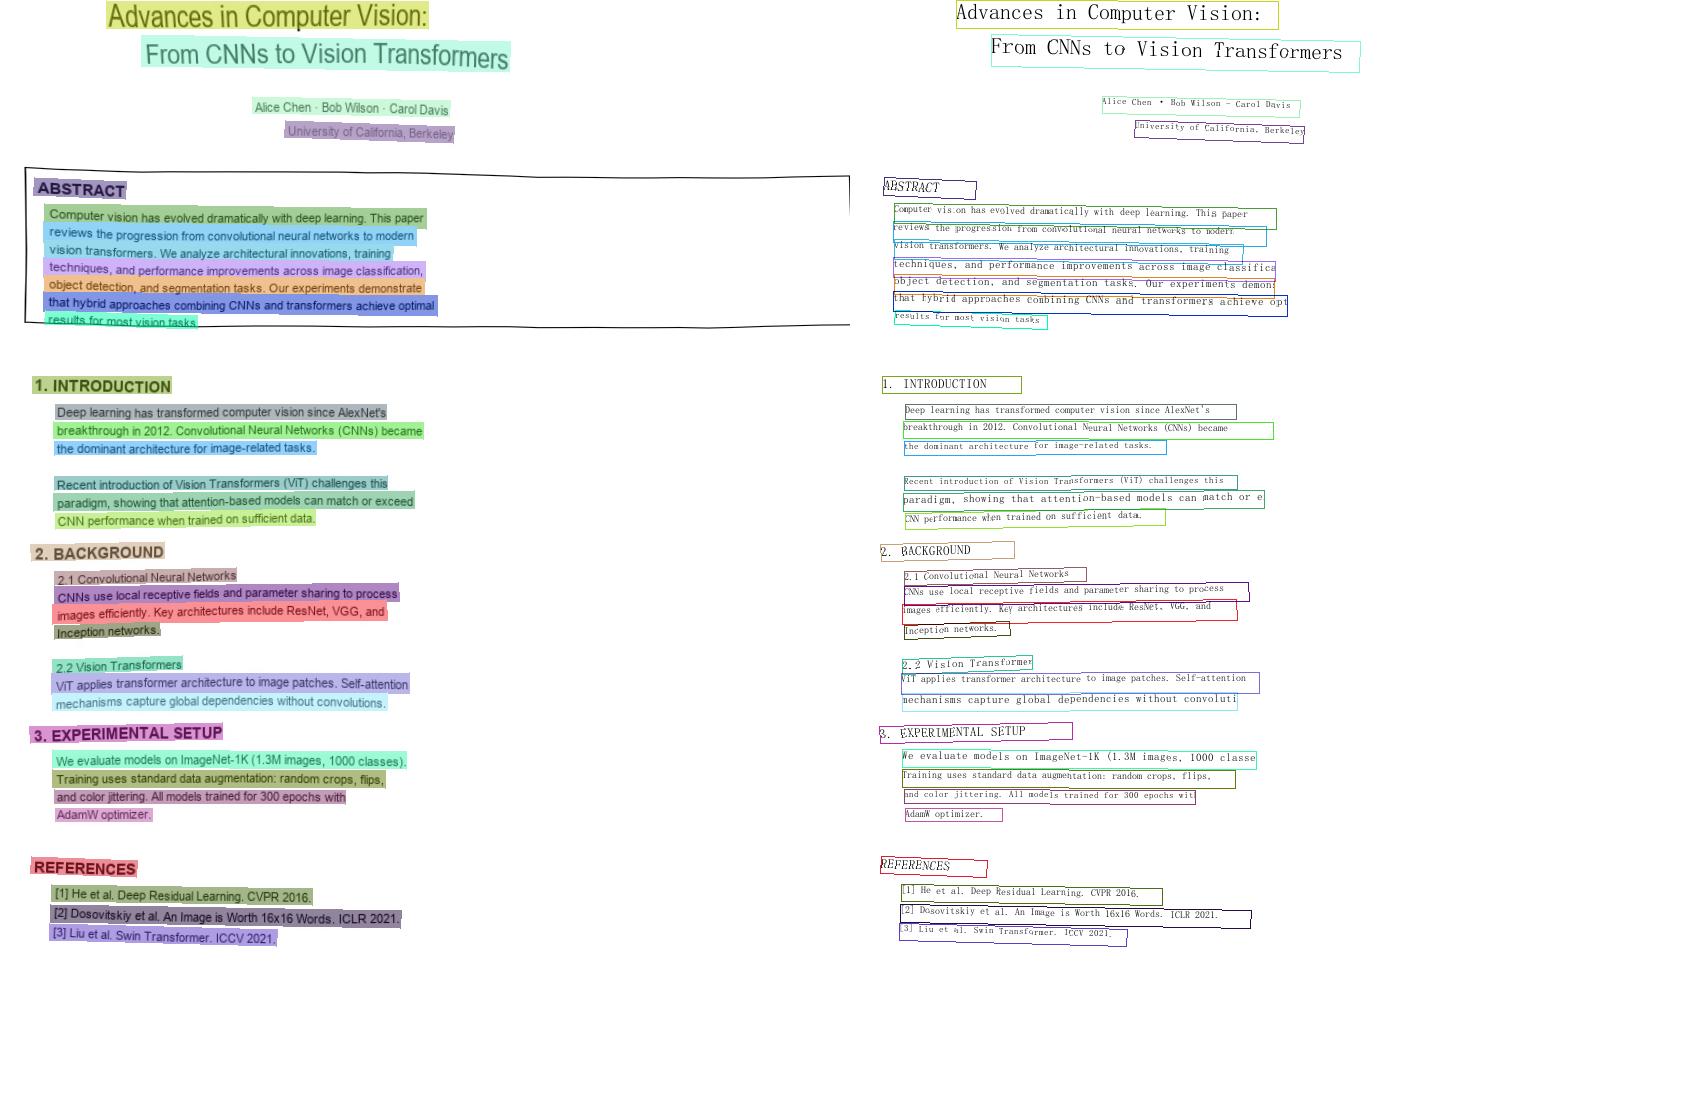 Advances in Computer Vision:
From CNNs to Vision Transformers
Alice Chen · Bob Wilson · Carol Davis
University of California, Berkeley
ABSTRACT
Computer vision has evolved dramatically with deep learning. This paper
reviews the progression from convolutional neural networks to modern
vision transformers. We analyze architectural innovations, training
techniques, and performance improvements across image classification,
object detection, and segmentation tasks. Our experiments demonstrate
that hybrid approaches combining CNNs and transformers achieve optimal
results for most vision tasks
1. INTRODUCTION
Deep learning has transformed computer vision since AlexNet's
breakthrough in 2012. Convolutional Neural Networks (CNNs) became
the dominant architecture for image-related tasks.
Recent introduction of Vision Transformers (ViT) challenges this
paradigm, showing that attention-based models can match or exceed
CNN performance when trained on sufficient data.
2. BACKGROUND
2.1 Convolutional Neural Networks
CNNs use local receptive fields and parameter sharing to process
images efficiently. Key architectures include ResNet, VGG, and
Inception networks.
2.2 Vision Transformers
ViT applies transformer architecture to image patches. Self-attention
mechanisms capture global dependencies without convolutions.
3. EXPERIMENTAL SETUP
We evaluate models on ImageNet-1K (1.3M images, 1000 classes).
Training uses standard data augmentation: random crops, flips,
and color jittering. All models trained for 300 epochs with
AdamW optimizer.
REFERENCES
[1] He et al. Deep Residual Learning. CVPR 2016.
[2] Dosovitskiy et al. An Image is Worth 16x16 Words. ICLR 2021.
[3] Liu et al. Swin Transformer. ICCV 2021.
Advances in Computer Vision:
From CNNs to Vision Transformers
Alice Chen • Bob Wilson - Carol Davis
University of California, Berkeley
ABSTRACT
Computer vision has evolved dramatically with deep learning. This paper
reviews the progression from convolutional neural networks to modern
vision transformers. We analyze architectural innovations, training
techniques, and performance improvements across image classifica
object detection, and segmentation tasks. Our experiments demons
that hybrid approaches combining CNNs and transformers achieve opt
results for most vision tasks
1. INTRODUCTION
Deep learning has transformed computer vision since AlexNet's
breakthrough in 2012. Convolutional Neural Networks (CNNs) became
the dominant architecture for image-related tasks.
Recent introduction of Vision Transformers (ViT) challenges this
paradigm, showing that attention-based models can match or e
CNN performance when trained on sufficient data.
2. BACKGROUND
2.1 Convolutional Neural Networks
CNNs use local receptive fields and parameter sharing to process
images efficiently. Key architectures include ResNet, VGG, and
Inception networks.
2.2 Vision Transformer
ViT applies transformer architecture to image patches. Self-attention
mechanisms capture global dependencies without convoluti
3. EXPERIMENTAL SETUP
We evaluate models on ImageNet-1K (1.3M images, 1000 classe
Training uses standard data augmentation: random crops, flips,
and color jittering. All models trained for 300 epochs with
AdamW optimizer.
REFERENCES
[1] He et al. Deep Residual Learning. CVPR 2016.
[2] Dosovitskiy et al. An Image is Worth 16x16 Words. ICLR 2021.
[3] Liu et al. Swin Transformer. ICCV 2021.